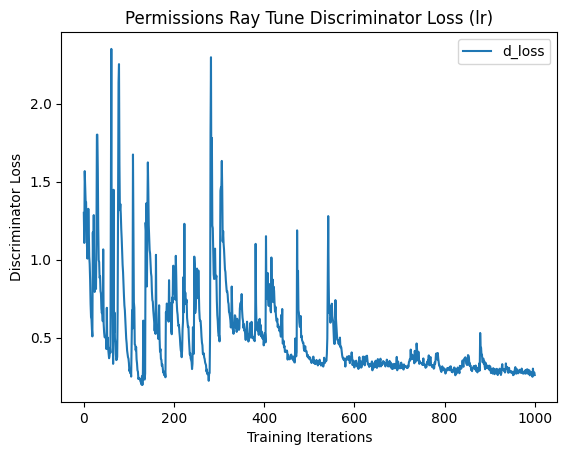 Permissions Ray Tune Discriminator Loss (lr)
d_loss
2.0
1.5
1.0
0.5
Discriminator Loss
0
200
400
600
800
1000
Training Iterations